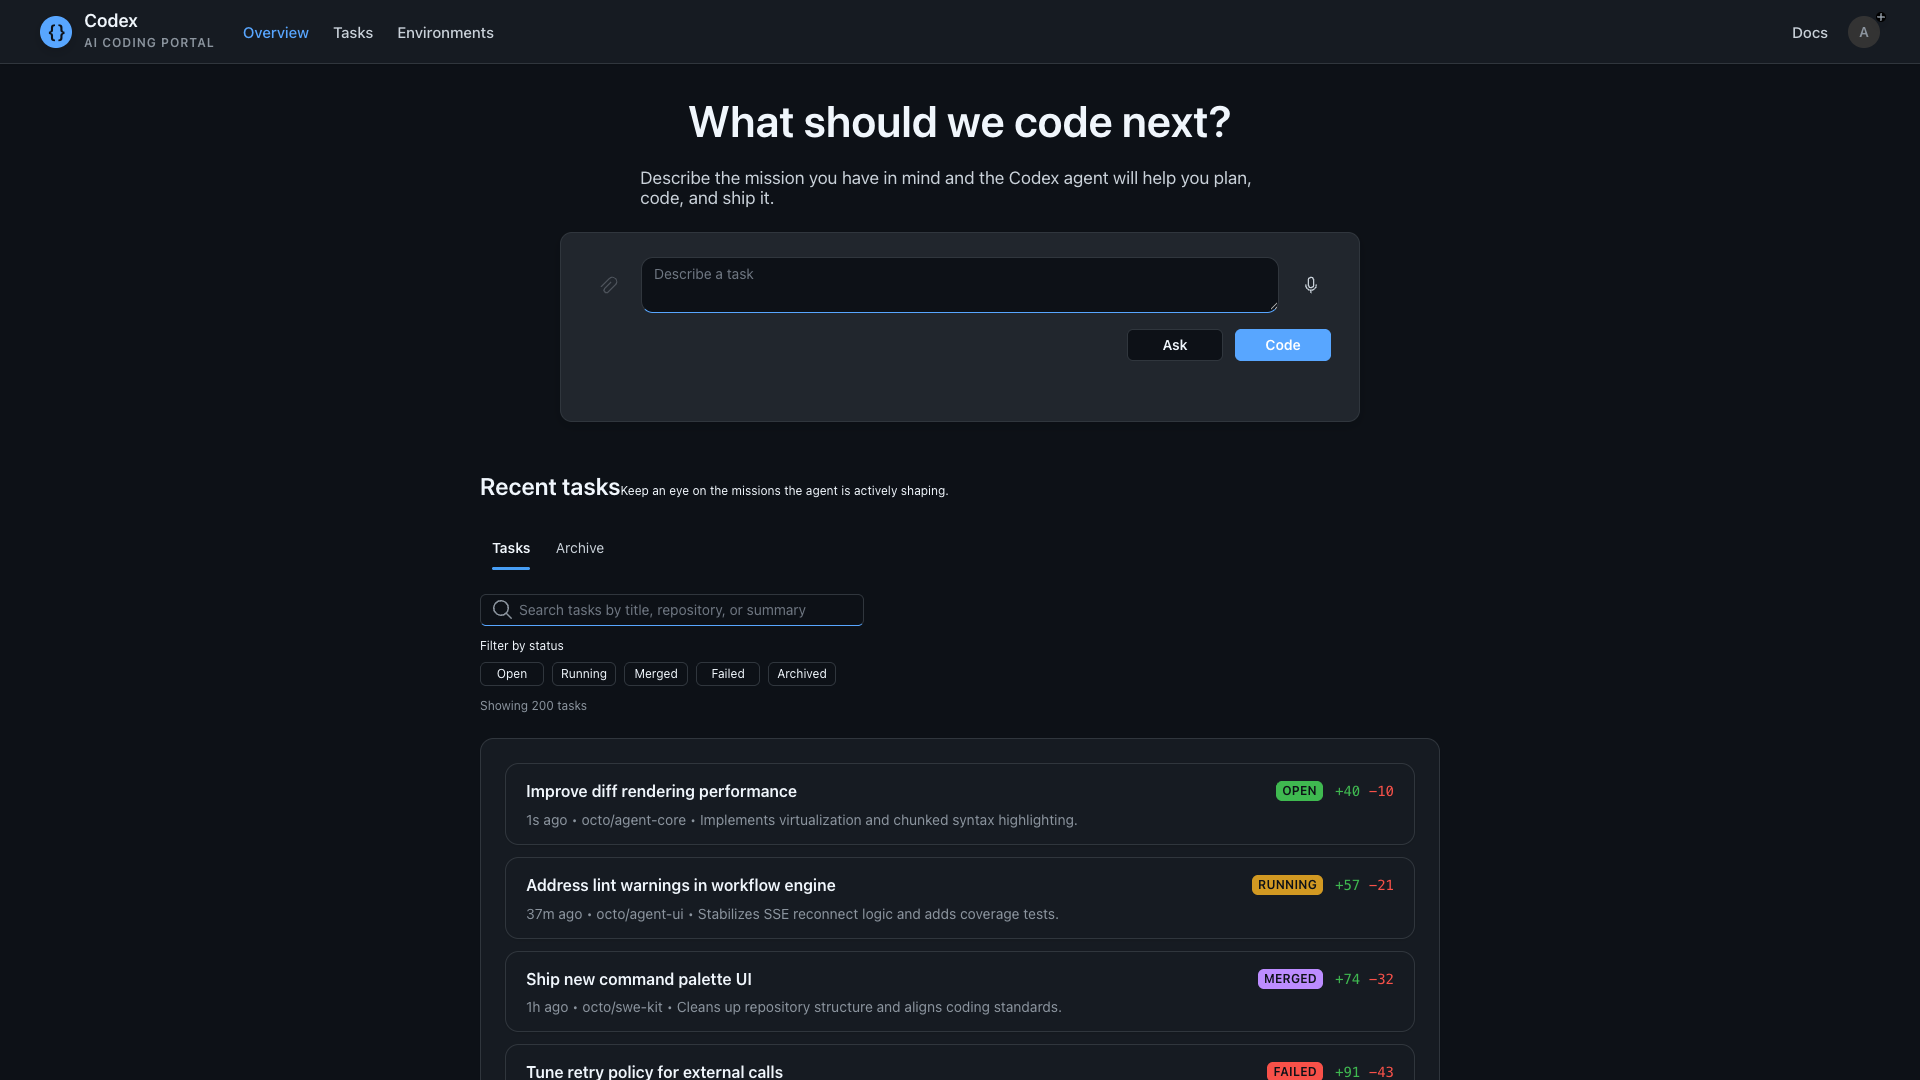 {}
Codex
AI CODING PORTAL
Overview
Tasks
Environments
Docs
A
+
What should we code next?
Describe the mission you have in mind and the Codex agent will help you plan,
code, and ship it.
Describe a task
Ask
Code
Recent tasks Keep an eye on the missions the agent is actively shaping.
Tasks
Archive
Search tasks by title, repository, or summary
Filter by status
Open
Running
Merged
Failed
Archived
Showing 200 tasks
Improve diff rendering performance
OPEN +40 −10
1s ago • octo/agent-core • Implements virtualization and chunked syntax highlighting.
Address lint warnings in workflow engine
RUNNING +57 −21
37m ago • octo/agent-ui • Stabilizes SSE reconnect logic and adds coverage tests.
Ship new command palette UI
MERGED +74 −32
1h ago • octo/swe-kit • Cleans up repository structure and aligns coding standards.
Tune retry policy for external calls
FAILED +91 −43